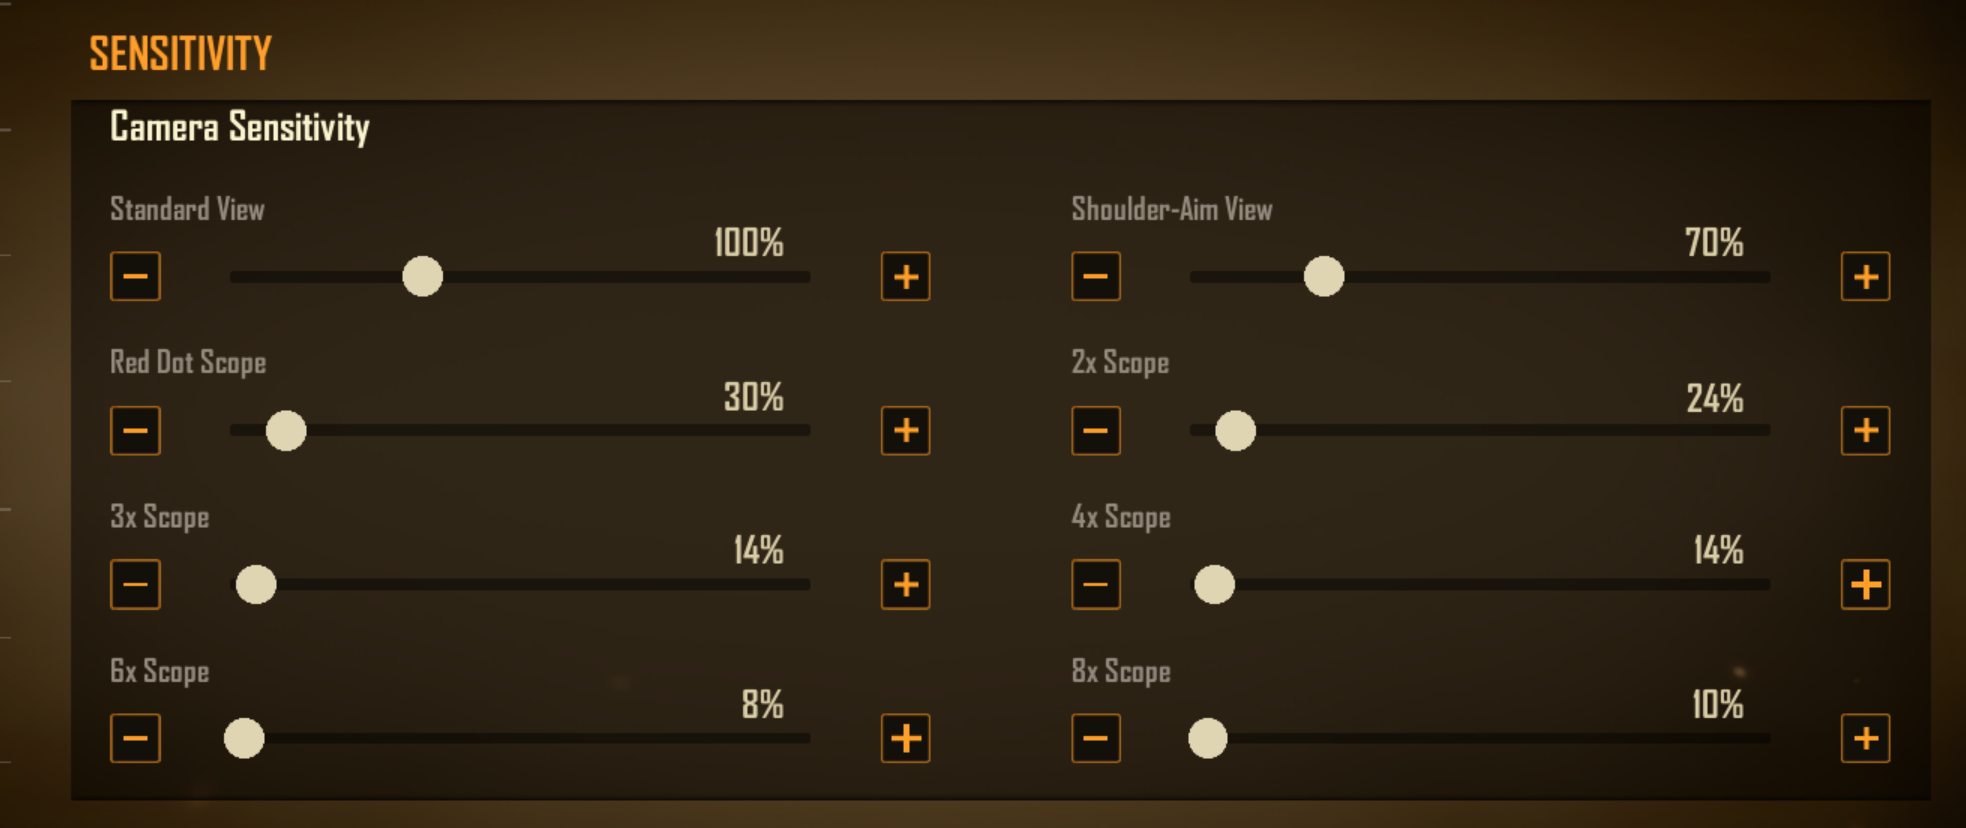 SENSITIVITY
Camera Sensitivity
Standard View
100%
Shoulder-Aim View
70%
Red Dot Scope
30%
2x Scope
24%
3x Scope
14%
4x Scope
14%
6x Scope
8%
8x Scope
10%